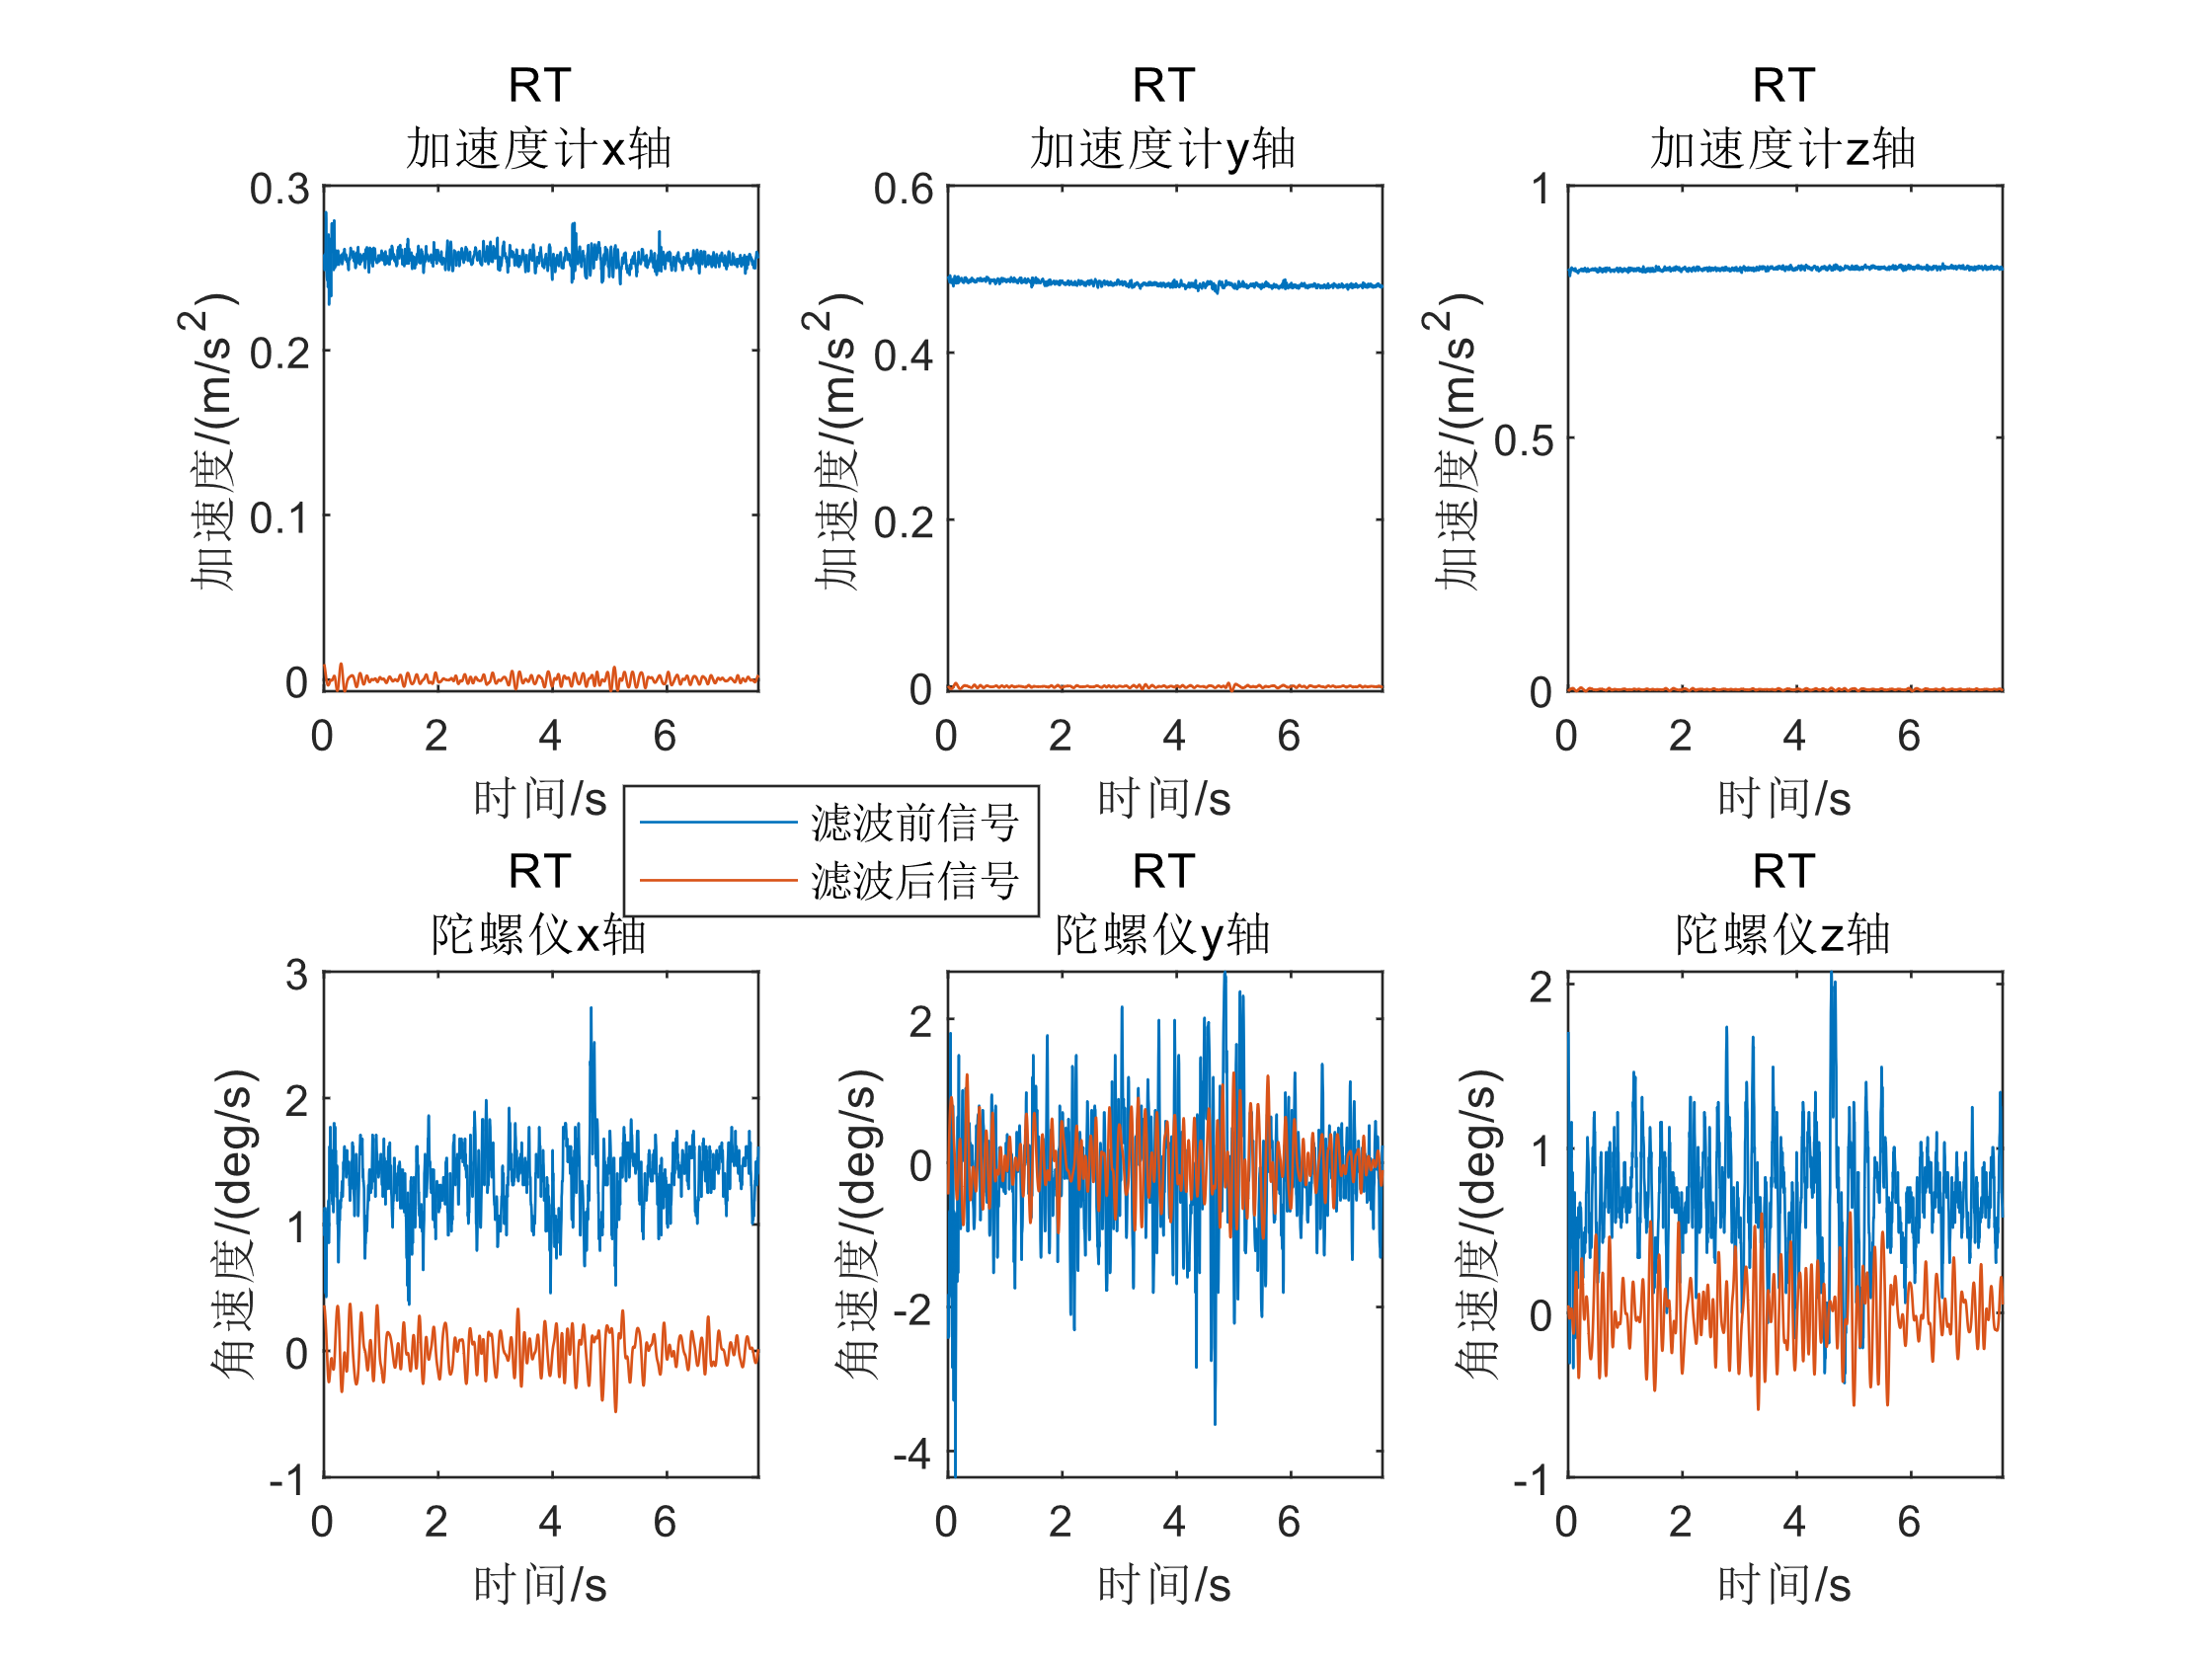 RT
加速度计x轴
0.3
0.2
0.1
0
加速度/(m/s²)
0 2 4 6
时间/s
RT
加速度计y轴
0.6
0.4
0.2
0
加速度/(m/s²)
0 2 4 6
时间/s
RT
加速度计z轴
1
0.5
0
加速度/(m/s²)
0 2 4 6
时间/s
滤波前信号
滤波后信号
RT
陀螺仪x轴
3
2
1
0
-1
角速度/(deg/s)
0 2 4 6
时间/s
RT
陀螺仪y轴
2
0
-2
-4
角速度/(deg/s)
0 2 4 6
时间/s
RT
陀螺仪z轴
2
1
0
-1
角速度/(deg/s)
0 2 4 6
时间/s